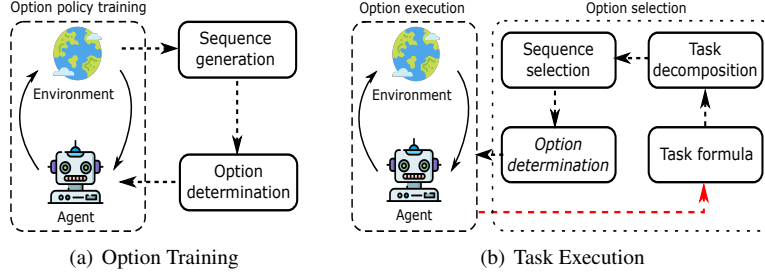 Option policy training
Environment
Agent
Sequence
generation
Option
determination
(a) Option Training
Option execution
Environment
Agent
Option selection
Sequence
selection
Task
decomposition
Option
determination
Task formula
(b) Task Execution